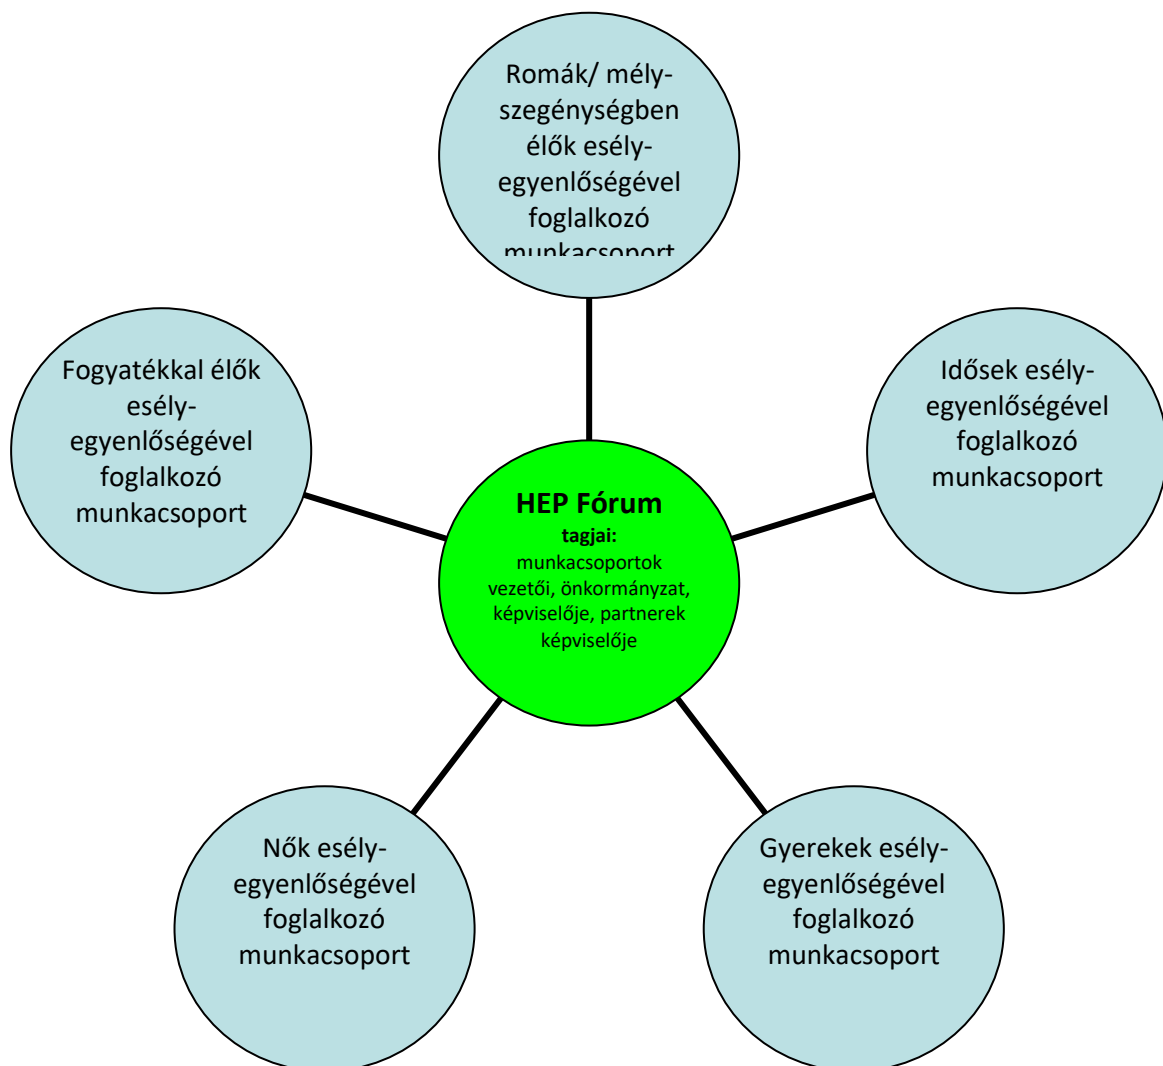 Romák/ mély-
szegénységben
élők esély-
egyenlőségével
foglalkozó
munkacsoport
Fogyatékkal élők
esély-
egyenlőségével
foglalkozó
munkacsoport
Idősek esély-
egyenlőségével
foglalkozó
munkacsoport
HEP Fórum
tagjai:
munkacsoportok
vezetői, önkormányzat,
képviselője, partnerek
képviselője
Nők esély-
egyenlőségével
foglalkozó
munkacsoport
Gyerekek esély-
egyenlőségével
foglalkozó
munkacsoport